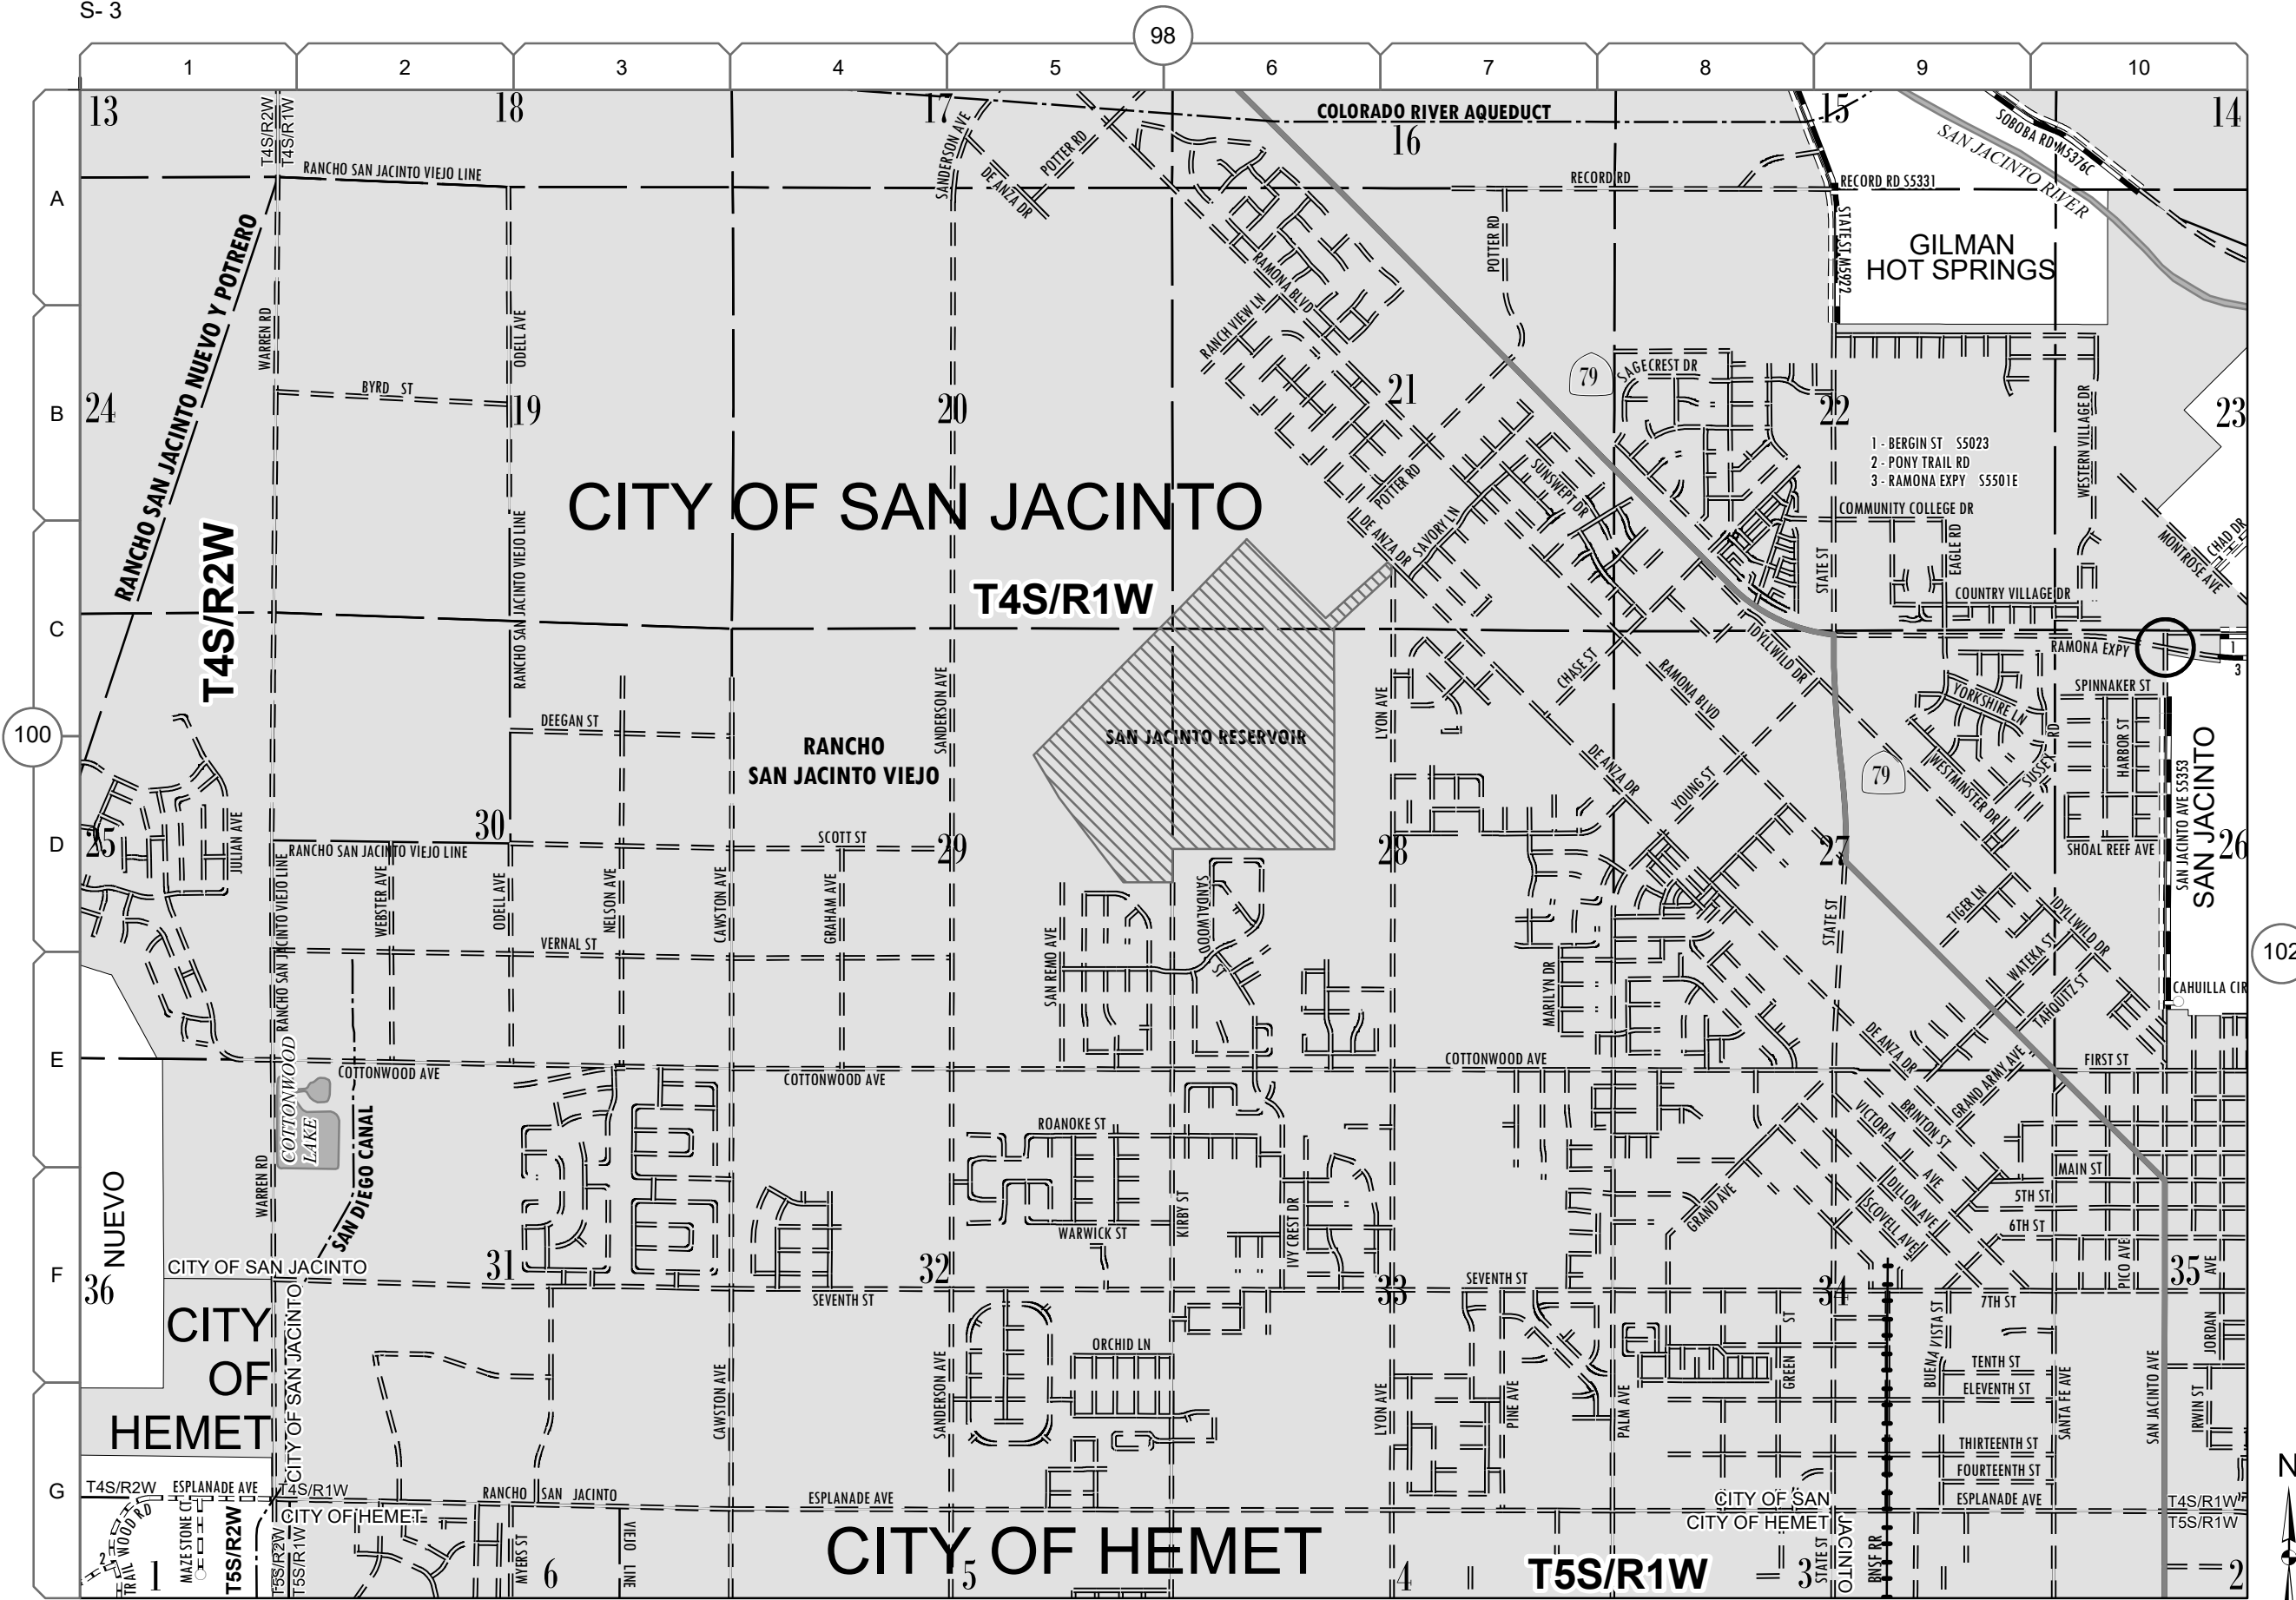 S- 3
98
1
2
3
4
5
6
7
8
9
10
13
T4S/R2W
T4S/R1W
18
17
COLORADO RIVER AQUEDUCT
16
15
14
SOBOBA RD M5376C
SAN JACINTO RIVER
SANDERSON AVE
POTTER RD
DE ANZA DR
RANCHO SAN JACINTO VIEJO LINE
RECORD RD
RECORD RD S5331
A
STATE ST M5922
GILMAN
HOT SPRINGS
POTTER RD
RAMONA BLVD
RANCHO SAN JACINTO NUEVO Y POTRERO
WARREN RD
ODELL AVE
RANCH VIEW LN
79
SAGECREST DR
BYRD ST
B
24
19
20
21
22
23
WESTERN VILLAGE DR
1 - BERGIN ST S5023
2 - PONY TRAIL RD
3 - RAMONA EXPY S5501E
CITY OF SAN JACINTO
POTTER RD
SUNSWEPT DR
COMMUNITY COLLEGE DR
DE ANZA DR
SAVORY LN
EAGLE RD
STATE ST
MONTROSE AVE
CHAD DR
T4S/R2W
RANCHO SAN JACINTO VIEJO LINE
T4S/R1W
COUNTRY VILLAGE DR
C
IDYLLWILD DR
RAMONA EXPY
1
3
CHASE ST
RAMONA BLVD
SPINNAKER ST
YORKSHIRE LN
SANDERSON AVE
LYON AVE
DEEGAN ST
100
RANCHO
SAN JACINTO VIEJO
SAN JACINTO RESERVOIR
DE ANZA DR
YOUNG ST
79
WESTMINSTER DR
SUSSEX RD
HARBOR ST
SAN JACINTO AVE S5353
SAN JACINTO
D
25
JULIAN AVE
30
RANCHO SAN JACINTO VIEJO LINE
SCOTT ST
29
28
27
SHOAL REEF AVE
26
RANCHO SAN JACINTO VIEJO LINE
WEBSTER AVE
ODELL AVE
NELSON AVE
CAWSTON AVE
GRAHAM AVE
SANDALWOOD ST
STATE ST
TIGER LN
IDYLLWILD DR
VERNAL ST
SAN REMO AVE
MARILYN DR
WATEKA ST
TAHQUITZ ST
102
CAHUILLA CIR
E
COTTONWOOD AVE
COTTONWOOD AVE
COTTONWOOD AVE
DE ANZA DR
GRAND ARMY AVE
FIRST ST
COTTONWOOD
LAKE
SAN DIEGO CANAL
ROANOKE ST
VICTORIA AVE
BRINTON ST
MAIN ST
NUEVO
WARREN RD
WARWICK ST
KIRBY ST
IVY CREST DR
GRAND AVE
DILLON AVE
SCOVELL AVE
5TH ST
6TH ST
PICO AVE
CITY OF SAN JACINTO
F
36
31
32
33
34
35
AVE
JORDAN
SEVENTH ST
SEVENTH ST
7TH ST
CITY
OF
HEMET
CITY OF SAN JACINTO
ORCHID LN
GREEN ST
BUENA VISTA ST
TENTH ST
ELEVENTH ST
CAWSTON AVE
SANDERSON AVE
LYON AVE
PINE AVE
PALM AVE
SANTA FE AVE
SAN JACINTO AVE
IRWIN ST
THIRTEENTH ST
FOURTEENTH ST
N
G
T4S/R2W
ESPLANADE AVE
T4S/R1W
RANCHO SAN JACINTO
ESPLANADE AVE
CITY OF SAN
JACINTO
ESPLANADE AVE
T4S/R1W
T5S/R1W
CITY OF HEMET
CITY OF HEMET
TRAIL WOOD RD
MAZE STONE CT
T5S/R2W
T5S/R2W
T5S/R1W
2
1
MYERS ST
6
VIEJO LINE
CITY OF HEMET
5
4
T5S/R1W
3
STATE ST
BNSF RR
2